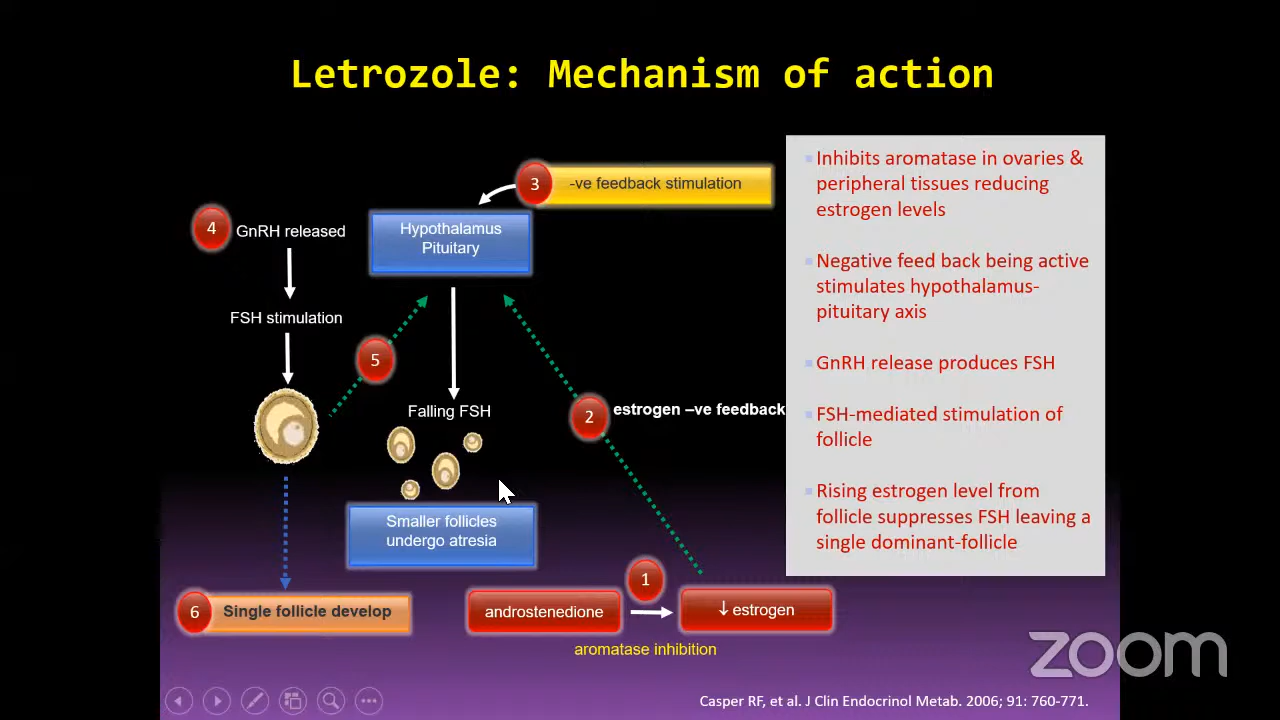 Letrozole: Mechanism of action
3
-ve feedback stimulation
4
GnRH released
Hypothalamus
Pituitary
FSH stimulation
5
Falling FSH
2
estrogen –ve feedback
Smaller follicles
undergo atresia
1
6
Single follicle develop
androstenedione
↓ estrogen
aromatase inhibition
Inhibits aromatase in ovaries &
peripheral tissues reducing
estrogen levels
Negative feed back being active
stimulates hypothalamus-
pituitary axis
GnRH release produces FSH
FSH-mediated stimulation of
follicle
Rising estrogen level from
follicle suppresses FSH leaving a
single dominant-follicle
zoom
Casper RF, et al. J Clin Endocrinol Metab. 2006; 91: 760-771.